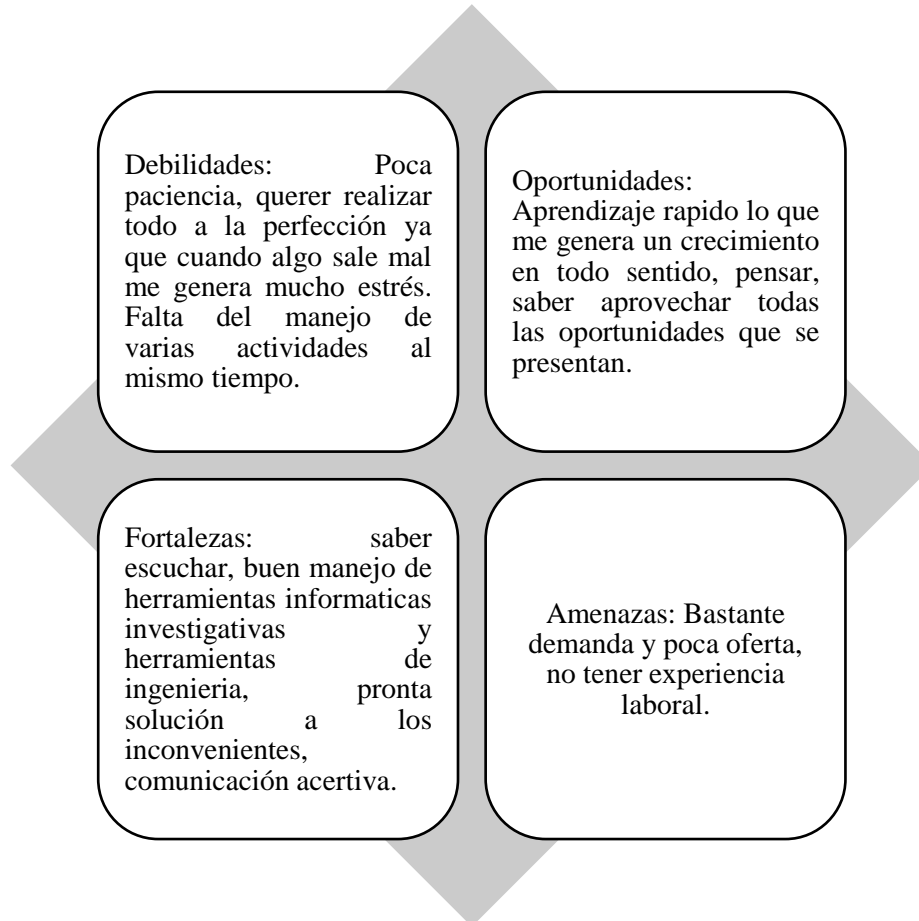 Debilidades: Poca
paciencia, querer realizar
todo a la perfección ya
que cuando algo sale mal
me genera mucho estrés.
Falta del manejo de
varias actividades al
mismo tiempo.
Oportunidades:
Aprendizaje rapido lo que
me genera un crecimiento
en todo sentido, pensar,
saber aprovechar todas
las oportunidades que se
presentan.
Fortalezas: saber
escuchar, buen manejo de
herramientas informaticas
investigativas y
herramientas de
ingenieria, pronta
solución a los
inconvenientes,
comunicación acertiva.
Amenazas: Bastante
demanda y poca oferta,
no tener experiencia
laboral.